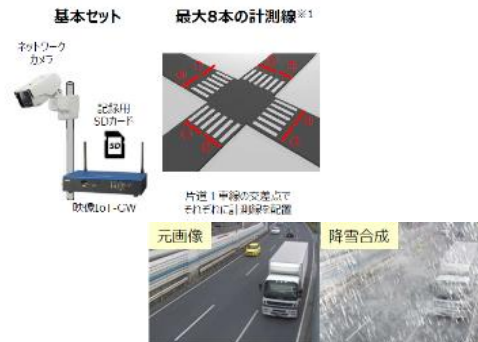 基本セット
最大8本の計測線※1
ネットワーク
カメラ
記録用
SDカード
SD
映像IoT-GW
片道1車線の交差点で
それぞれに計測線を配置
元画像
降雪合成